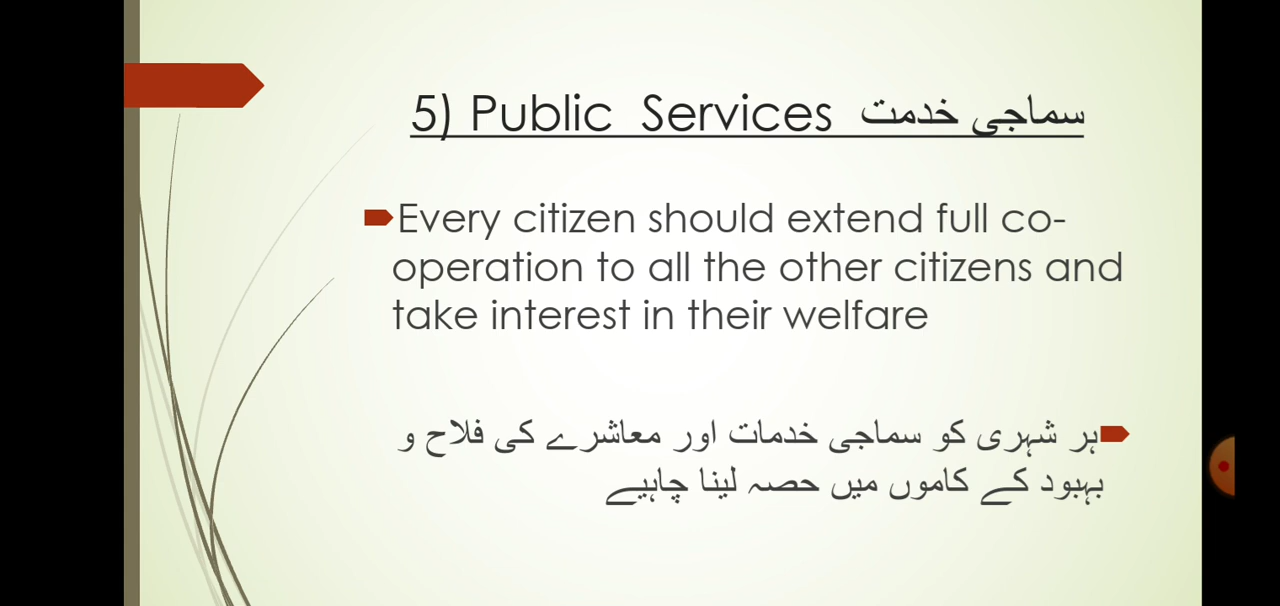 5) Public Services سماجی خدمت
Every citizen should extend full co-
operation to all the other citizens and
take interest in their welfare
ہر شہری کو سماجی خدمات اور معاشرے کی فلاح و
بہبود کے کاموں میں حصہ لینا چاہیے